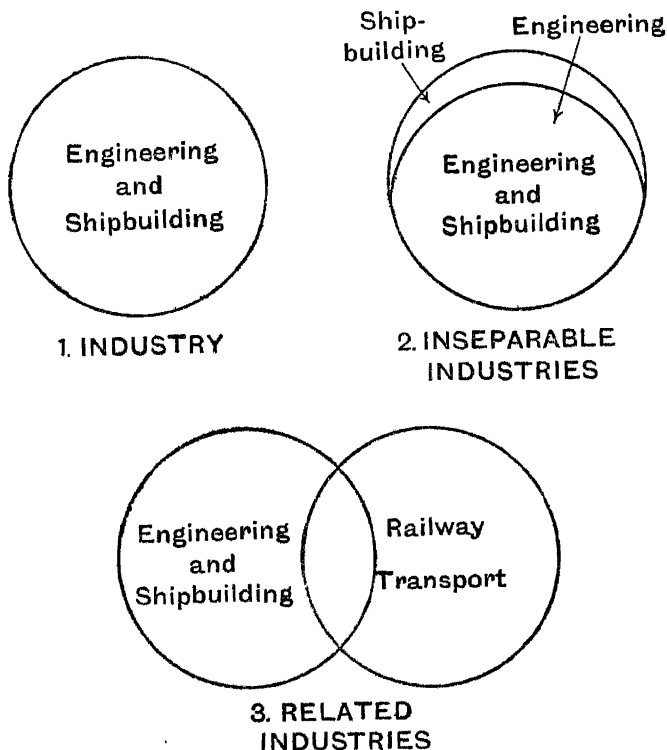 Engineering
and
Shipbuilding
1. INDUSTRY
Ship-
building
Engineering
Engineering
and
Shipbuilding
2. INSEPARABLE
INDUSTRIES
Engineering
and
Shipbuilding
Railway
Transport
3. RELATED
INDUSTRIES